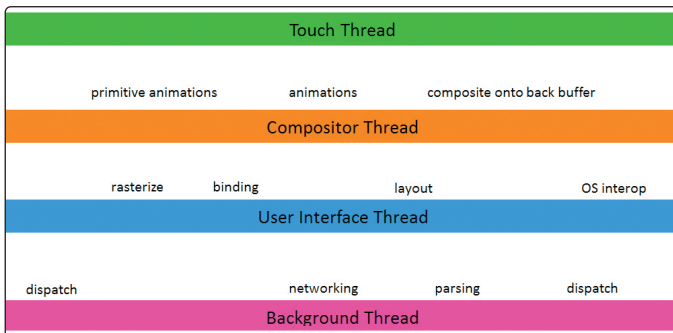 Touch Thread
primitive animations animations composite onto back buffer
Compositor Thread
rasterize binding layout OS interop
User Interface Thread
dispatch networking parsing dispatch
Background Thread